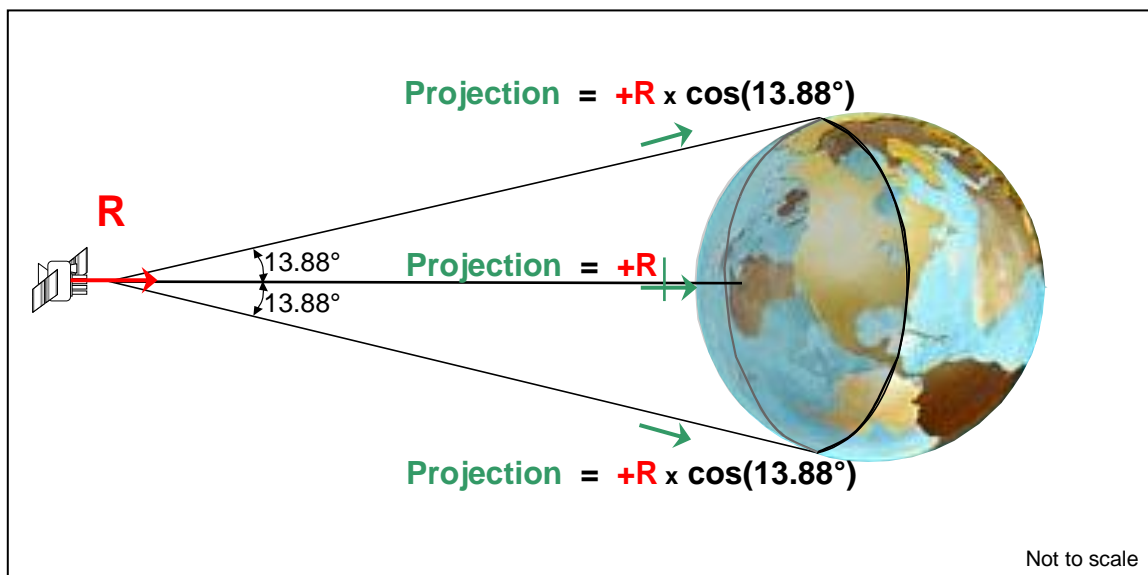 Projection = +R x cos(13.88°)
R
13.88°
Projection = +R
13.88°
Projection = +R x cos(13.88°)
Not to scale